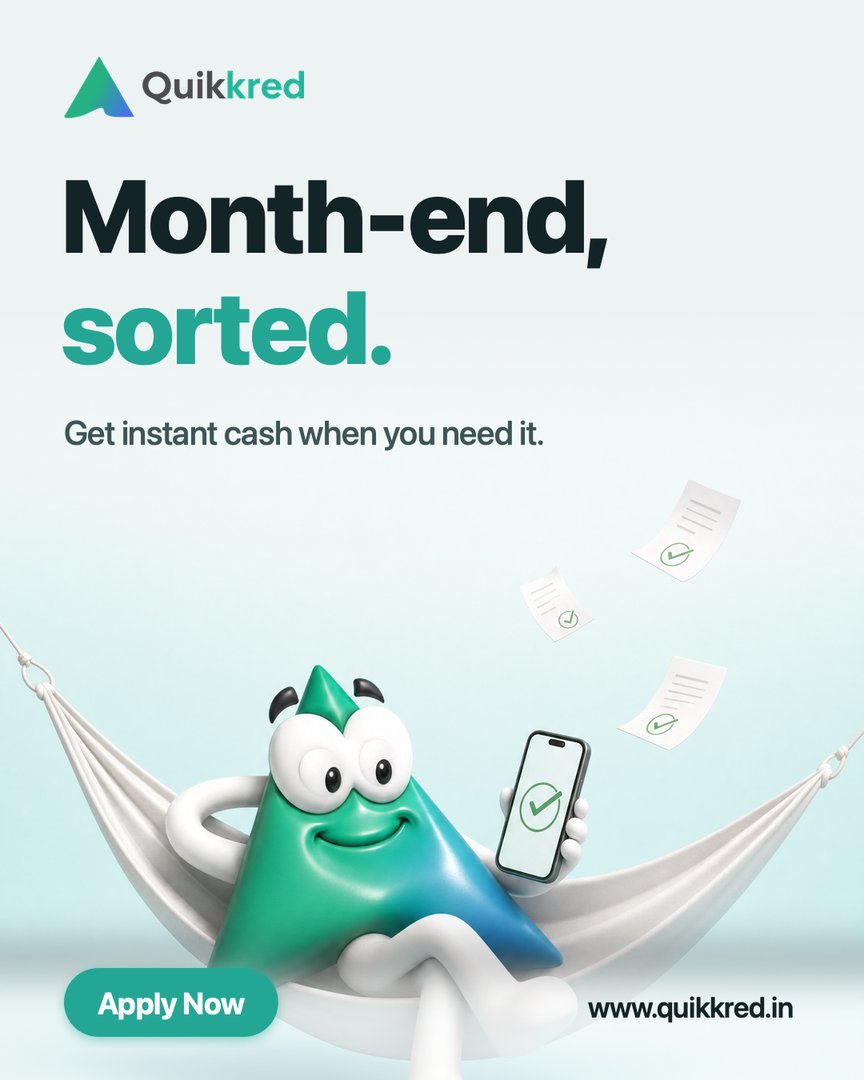 Quikkred
Month-end,
sorted.
Get instant cash when you need it.
Apply Now
www.quikkred.in